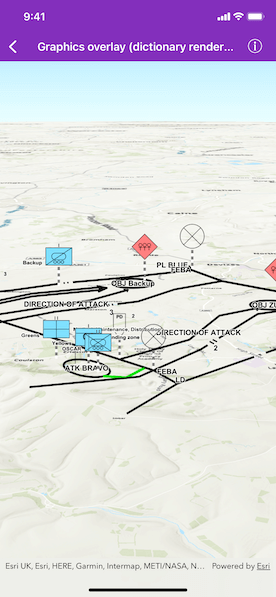 9:41
Graphics overlay (dictionary render...
Backup
3
PL BLUE
FEBA
OBJ Backup
OBJ ZU
DIRECTION OF ATTACK
3
PD
2
Greens
Maintenance, Distribution
DIRECTION OF ATTACK
Yellow
landing zone
OSCAR
2
ATK BRAVO
FEBA
LD
Esri UK, Esri, HERE, Garmin, Intermap, METI/NASA, N...
Powered by Esri